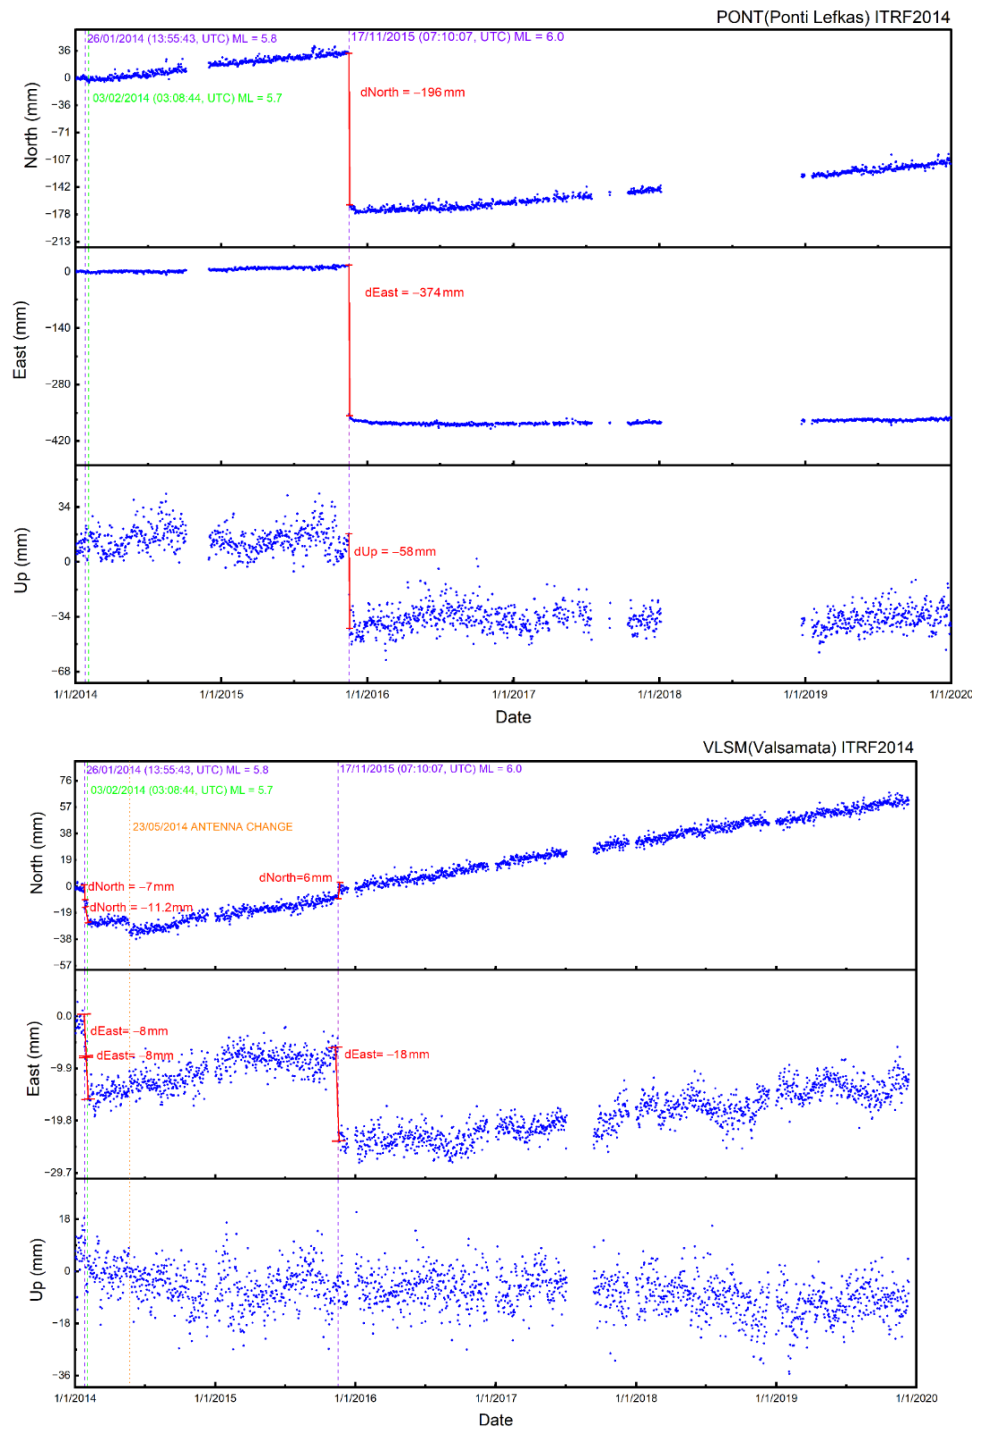 PONT(Ponti Lefkas) ITRF2014
26/01/2014 (13:55:43, UTC) ML = 5.8
17/11/2015 (07:10:07, UTC) ML = 6.0
03/02/2014 (03:08:44, UTC) ML = 5.7
dNorth = −196 mm
North (mm)
36
0
−36
−71
−107
−142
−178
−213
dEast = −374 mm
East (mm)
0
−140
−280
−420
dUp = −58 mm
Up (mm)
34
0
−34
−68
1/1/2014 1/1/2015 1/1/2016 1/1/2017 1/1/2018 1/1/2019 1/1/2020
Date
VLSM(Valsamata) ITRF2014
26/01/2014 (13:55:43, UTC) ML = 5.8
17/11/2015 (07:10:07, UTC) ML = 6.0
03/02/2014 (03:08:44, UTC) ML = 5.7
23/05/2014 ANTENNA CHANGE
dNorth = −7 mm
dNorth=6 mm
dNorth = −11.2 mm
North (mm)
76
57
38
19
0
−19
−38
−57
dEast= −8 mm
dEast= −8 mm
dEast= −18 mm
East (mm)
0.0
−9.9
−19.8
−29.7
Up (mm)
18
0
−18
−36
1/1/2014 1/1/2015 1/1/2016 1/1/2017 1/1/2018 1/1/2019 1/1/2020
Date